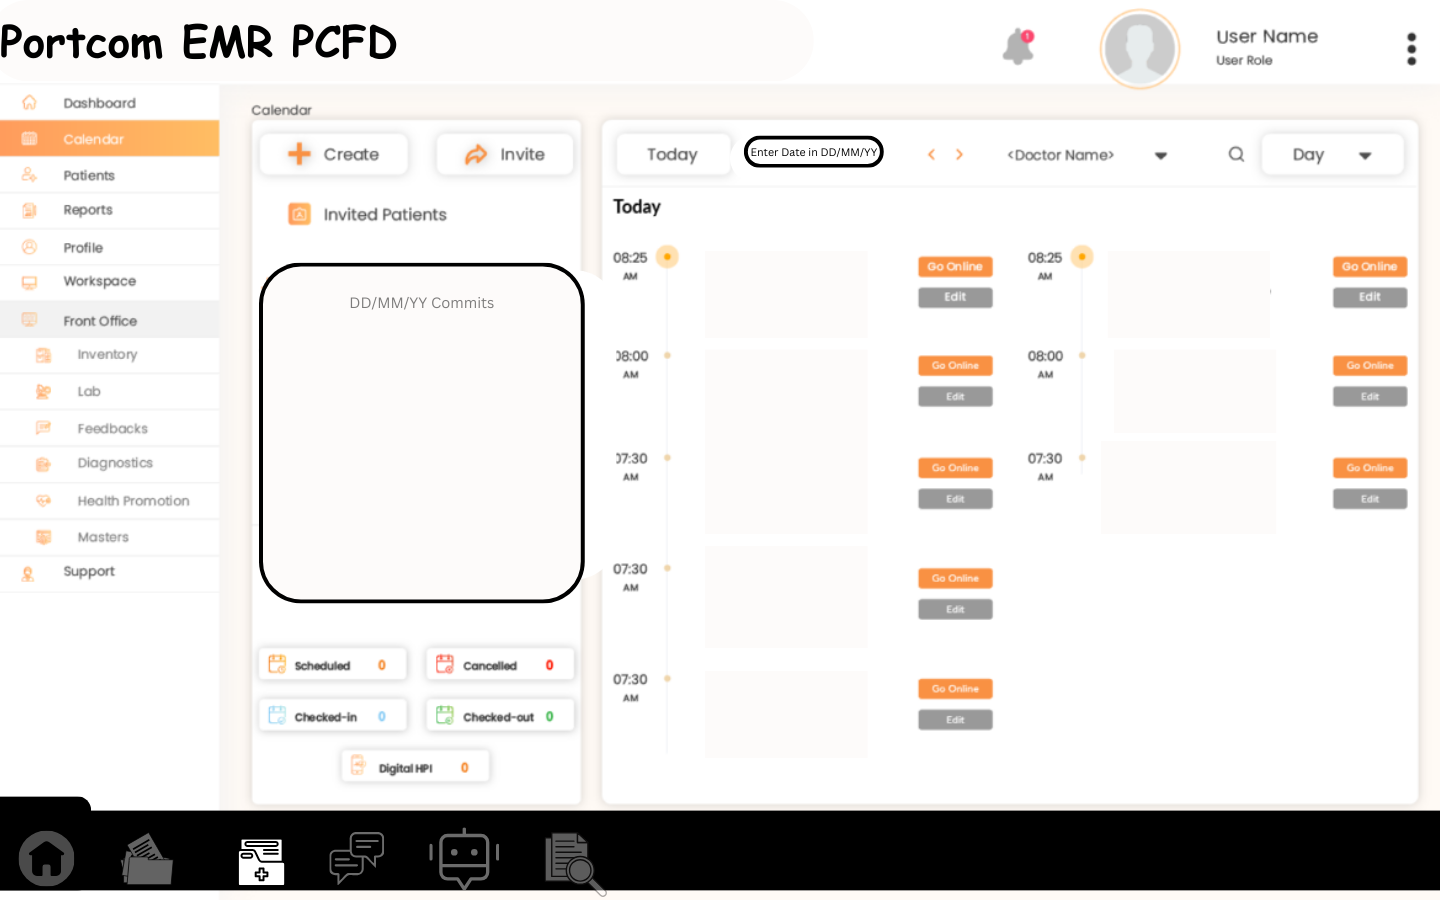 Portcom EMR PCFD
1
User Name
User Role
Dashboard
Calendar
Patients
Reports
Profile
Workspace
Front Office
Inventory
Lab
Feedbacks
Diagnostics
Health Promotion
Masters
Support
Calendar
Create
Invite
Invited Patients
DD/MM/YY Commits
Scheduled 0
Cancelled 0
Checked-in 0
Checked-out 0
Digital HPI 0
Today
Enter Date in DD/MM/YY
<Doctor Name>
Day
Today
08:25
AM
Go Online
Edit
08:00
AM
Go Online
Edit
07:30
AM
Go Online
Edit
07:30
AM
Go Online
Edit
07:30
AM
Go Online
Edit
08:25
AM
Go Online
Edit
08:00
AM
Go Online
Edit
07:30
AM
Go Online
Edit